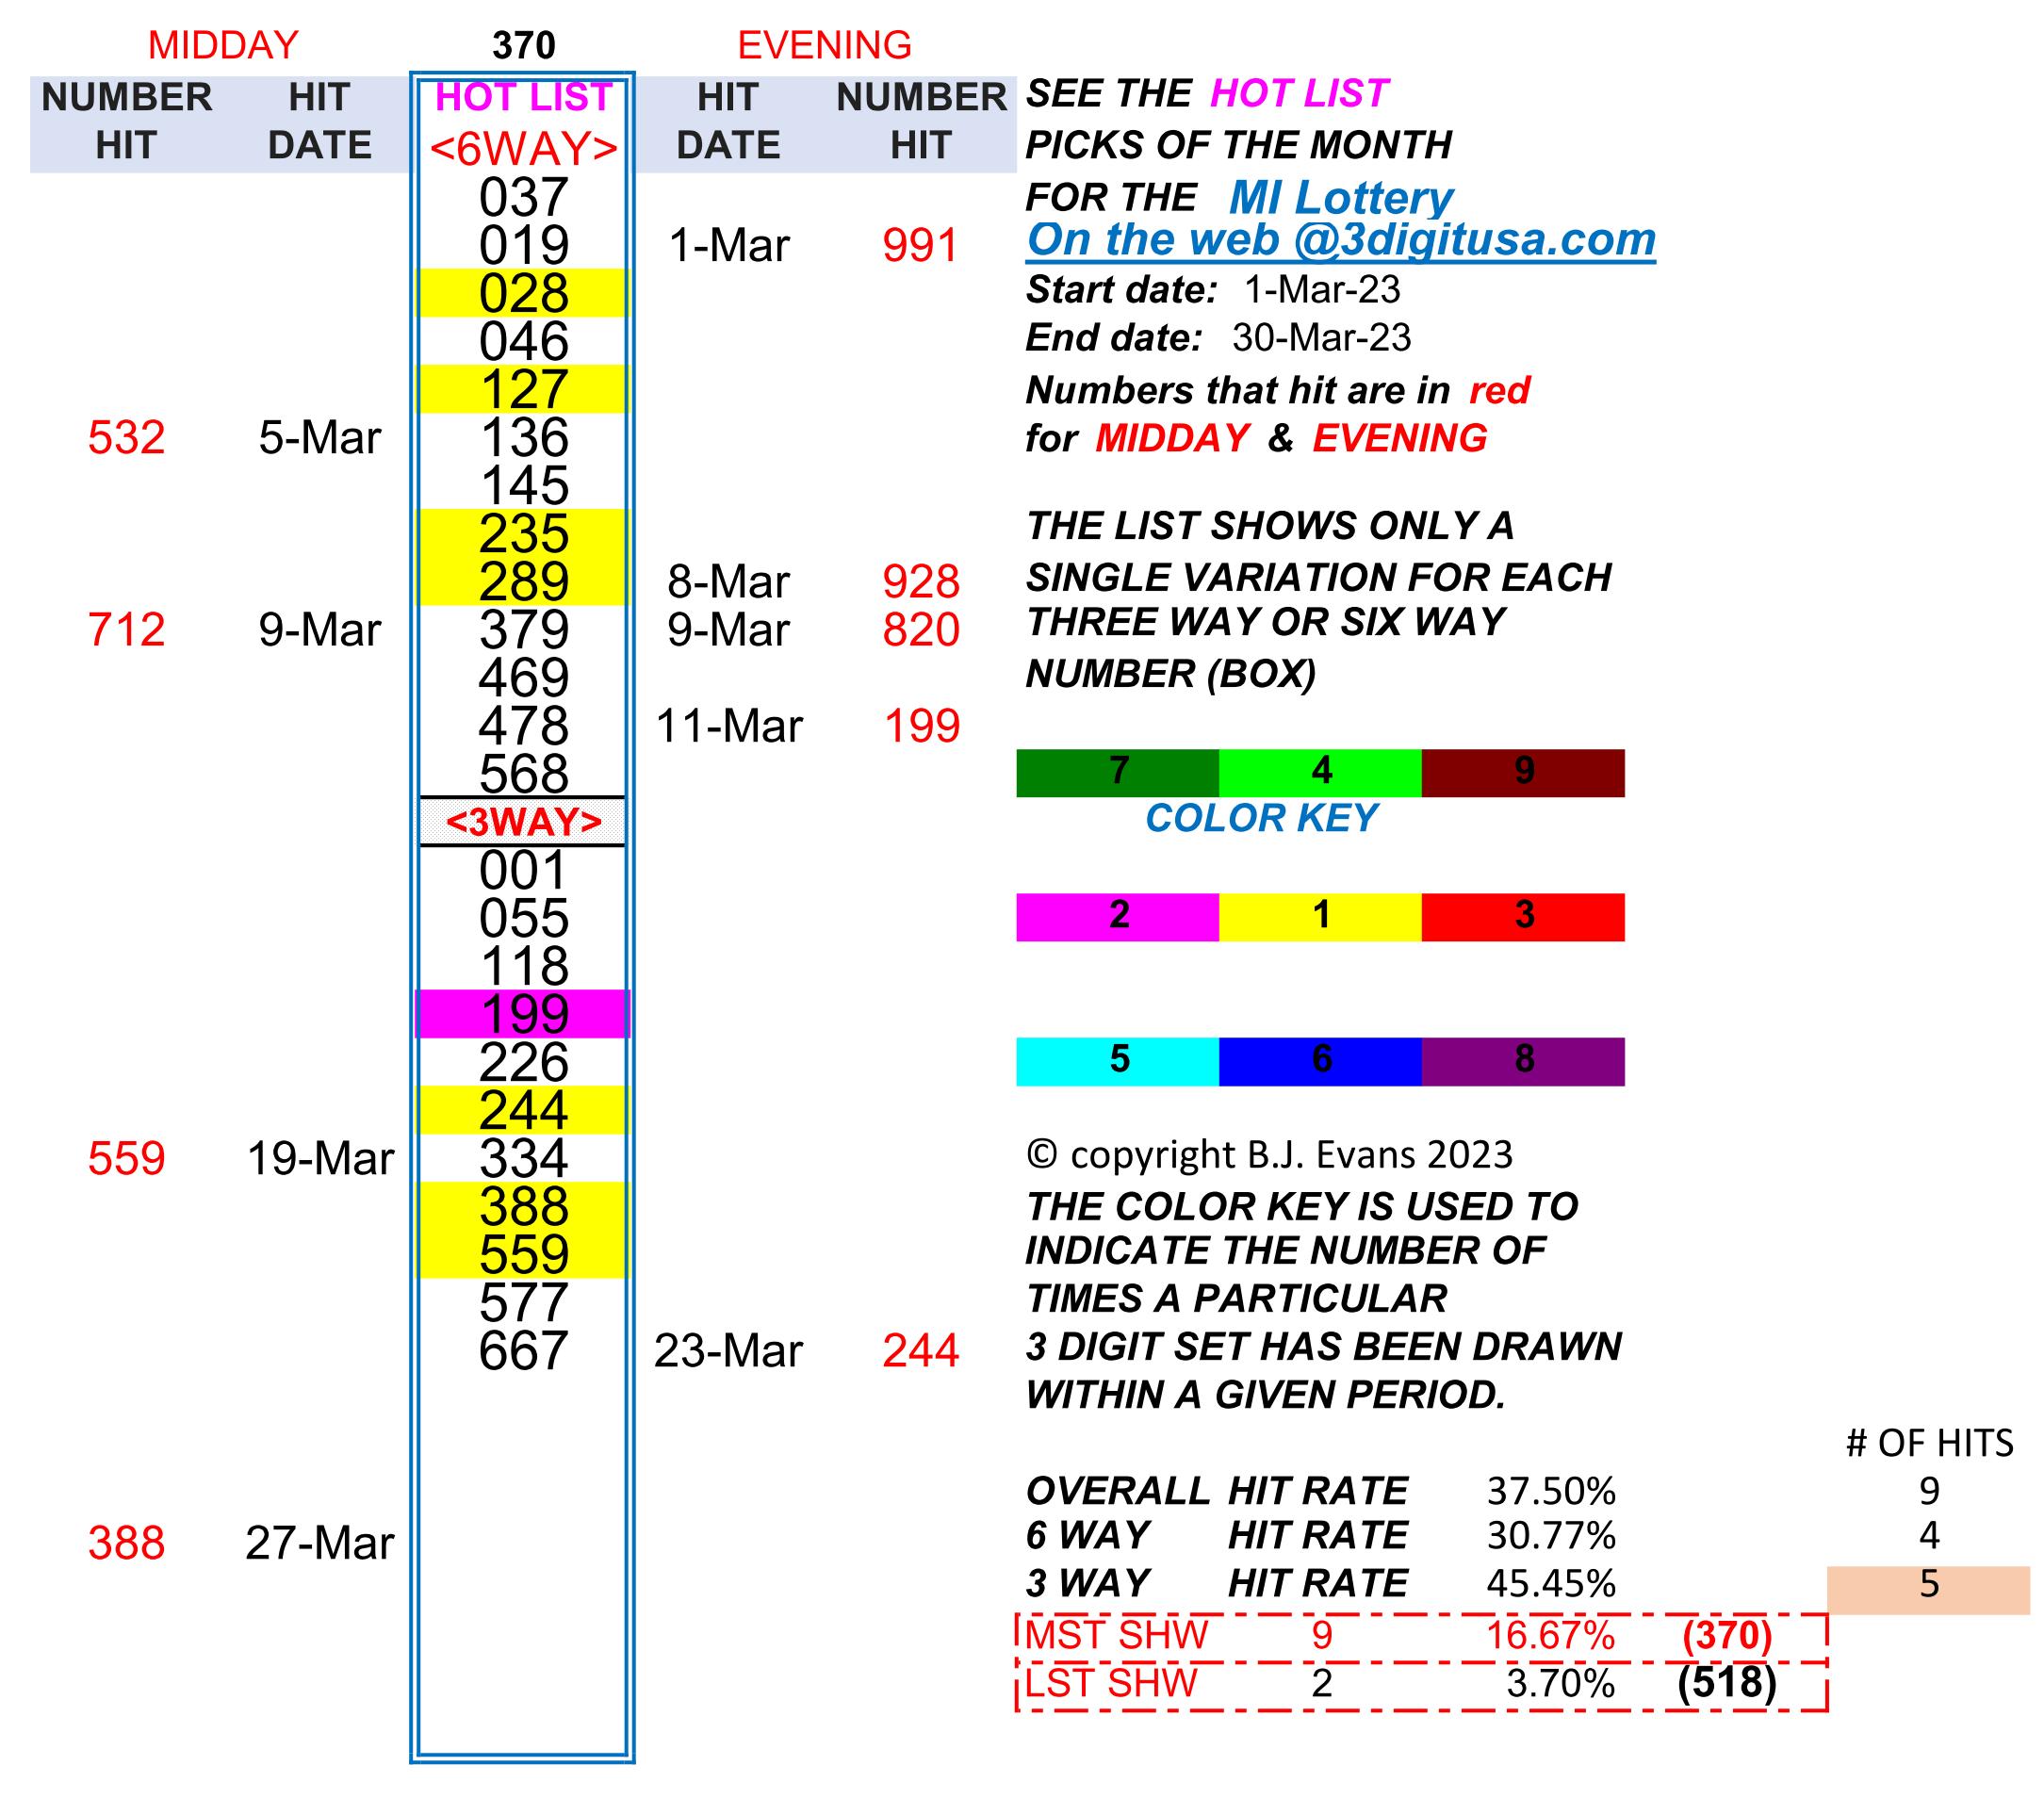 MIDDAY 370 EVENING
NUMBER HIT HOT LIST HIT NUMBER SEE THE HOT LIST
HIT DATE <6WAY> DATE HIT PICKS OF THE MONTH
037 FOR THE MI Lottery
019 1-Mar 991 On the web @3digitusa.com
028 Start date: 1-Mar-23
046 End date: 30-Mar-23
127 Numbers that hit are in red
532 5-Mar 136 for MIDDAY & EVENING
145
235 THE LIST SHOWS ONLY A
289 8-Mar 928 SINGLE VARIATION FOR EACH
712 9-Mar 379 9-Mar 820 THREE WAY OR SIX WAY
469 NUMBER (BOX)
478 11-Mar 199
568 7 4 9
<3WAY> COLOR KEY
001
055 2 1 3
118
199
226 5 6 8
244
559 19-Mar 334 © copyright B.J. Evans 2023
388 THE COLOR KEY IS USED TO
559 INDICATE THE NUMBER OF
577 TIMES A PARTICULAR
667 23-Mar 244 3 DIGIT SET HAS BEEN DRAWN
WITHIN A GIVEN PERIOD.
# OF HITS
OVERALL HIT RATE 37.50% 9
388 27-Mar 6 WAY HIT RATE 30.77% 4
3 WAY HIT RATE 45.45% 5
MST SHW 9 16.67% (370)
LST SHW 2 3.70% (518)